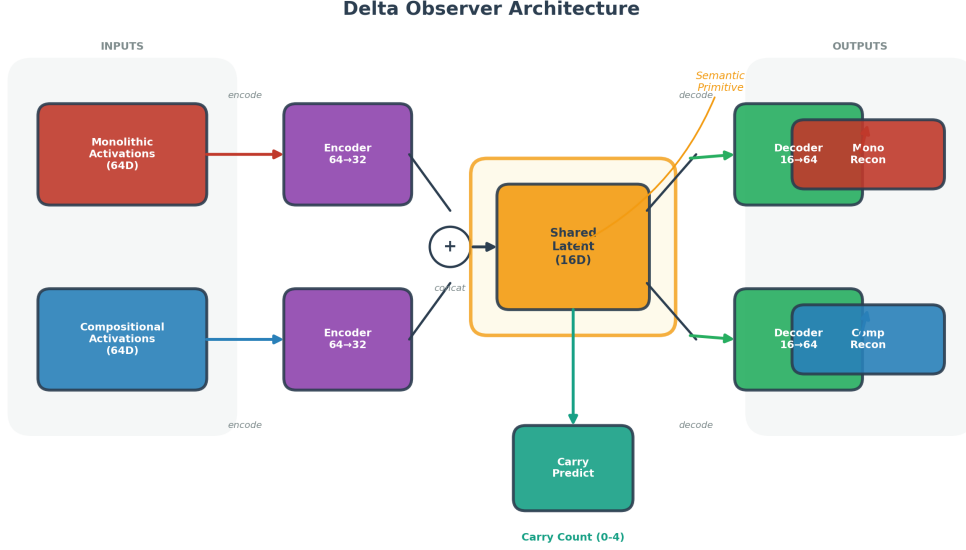 Delta Observer Architecture
INPUTS
OUTPUTS
Semantic
Primitive
encode
decode
Monolithic
Activations
(64D)
Encoder
64→32
Decoder
16→64
Mono
Recon
+
Shared
Latent
(16D)
concat
Compositional
Activations
(64D)
Encoder
64→32
Decoder
16→64
Comp
Recon
encode
decode
Carry
Predict
Carry Count (0-4)